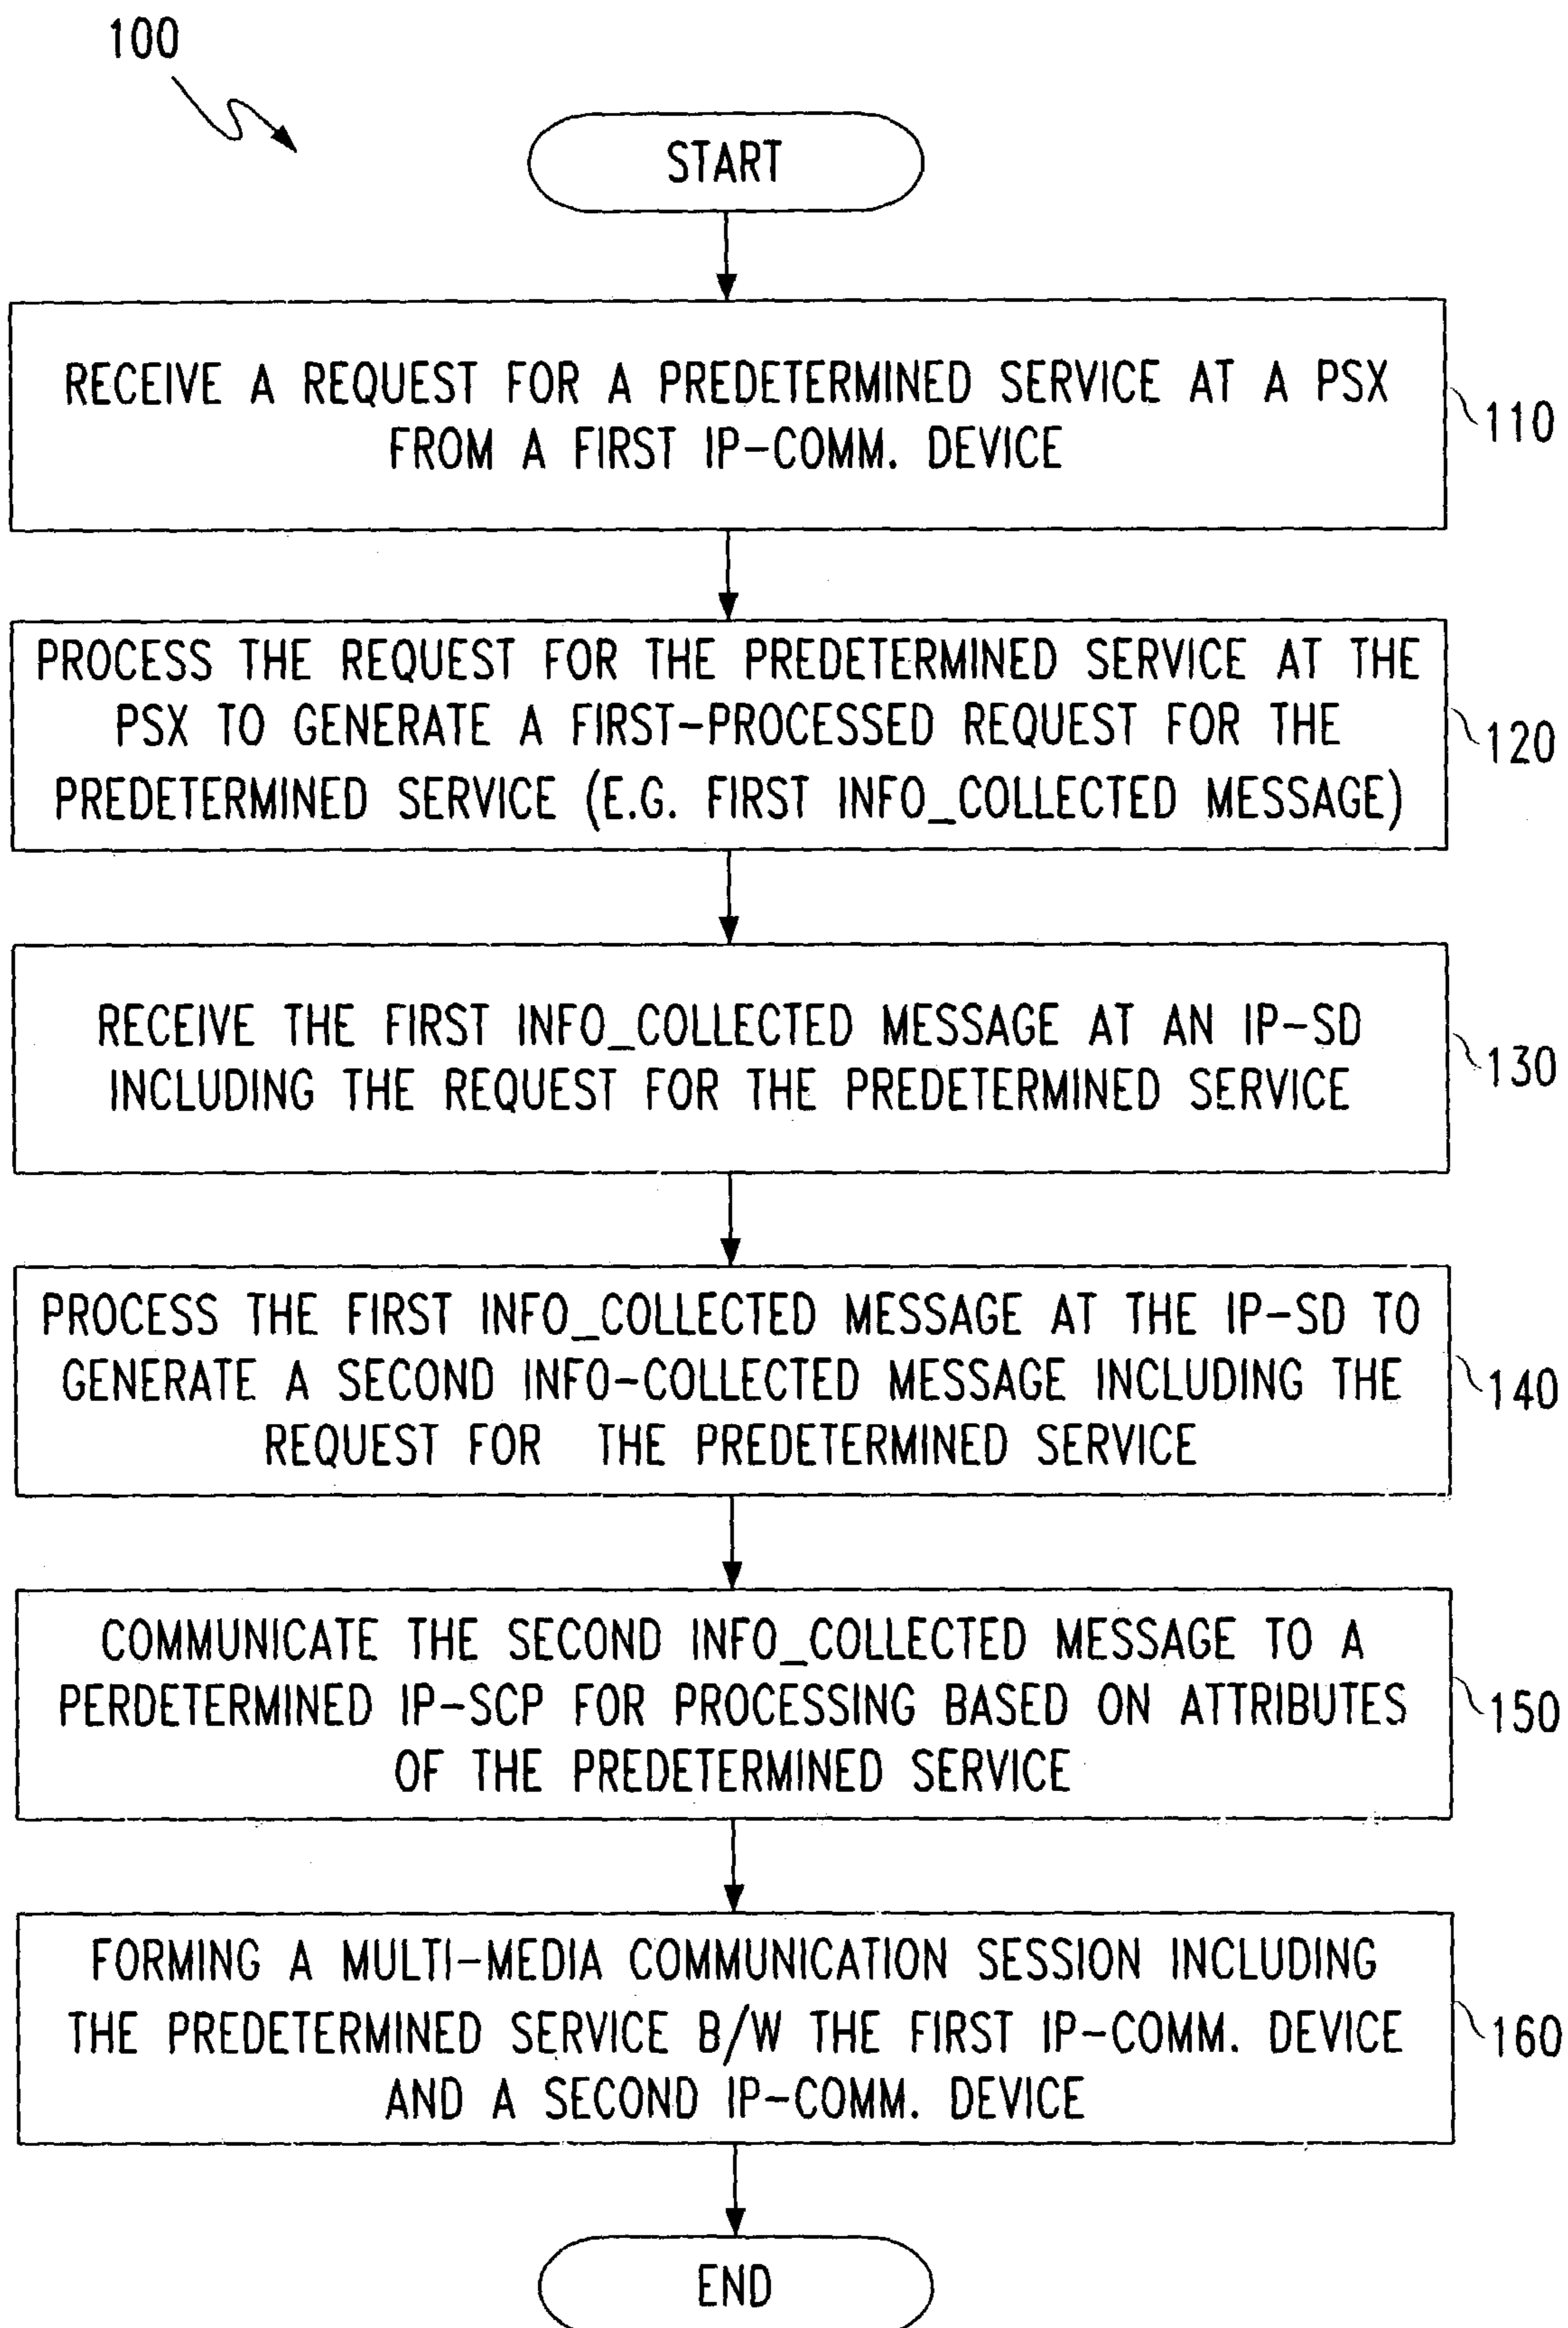 100
START
RECEIVE A REQUEST FOR A PREDETERMINED SERVICE AT A PSX
FROM A FIRST IP-COMM. DEVICE
110
PROCESS THE REQUEST FOR THE PREDETERMINED SERVICE AT THE
PSX TO GENERATE A FIRST-PROCESSED REQUEST FOR THE
PREDETERMINED SERVICE (E.G. FIRST INFO_COLLECTED MESSAGE)
120
RECEIVE THE FIRST INFO_COLLECTED MESSAGE AT AN IP-SD
INCLUDING THE REQUEST FOR THE PREDETERMINED SERVICE
130
PROCESS THE FIRST INFO_COLLECTED MESSAGE AT THE IP-SD TO
GENERATE A SECOND INFO-COLLECTED MESSAGE INCLUDING THE
REQUEST FOR THE PREDETERMINED SERVICE
140
COMMUNICATE THE SECOND INFO_COLLECTED MESSAGE TO A
PERDETERMINED IP-SCP FOR PROCESSING BASED ON ATTRIBUTES
OF THE PREDETERMINED SERVICE
150
FORMING A MULTI-MEDIA COMMUNICATION SESSION INCLUDING
THE PREDETERMINED SERVICE B/W THE FIRST IP-COMM. DEVICE
AND A SECOND IP-COMM. DEVICE
160
END